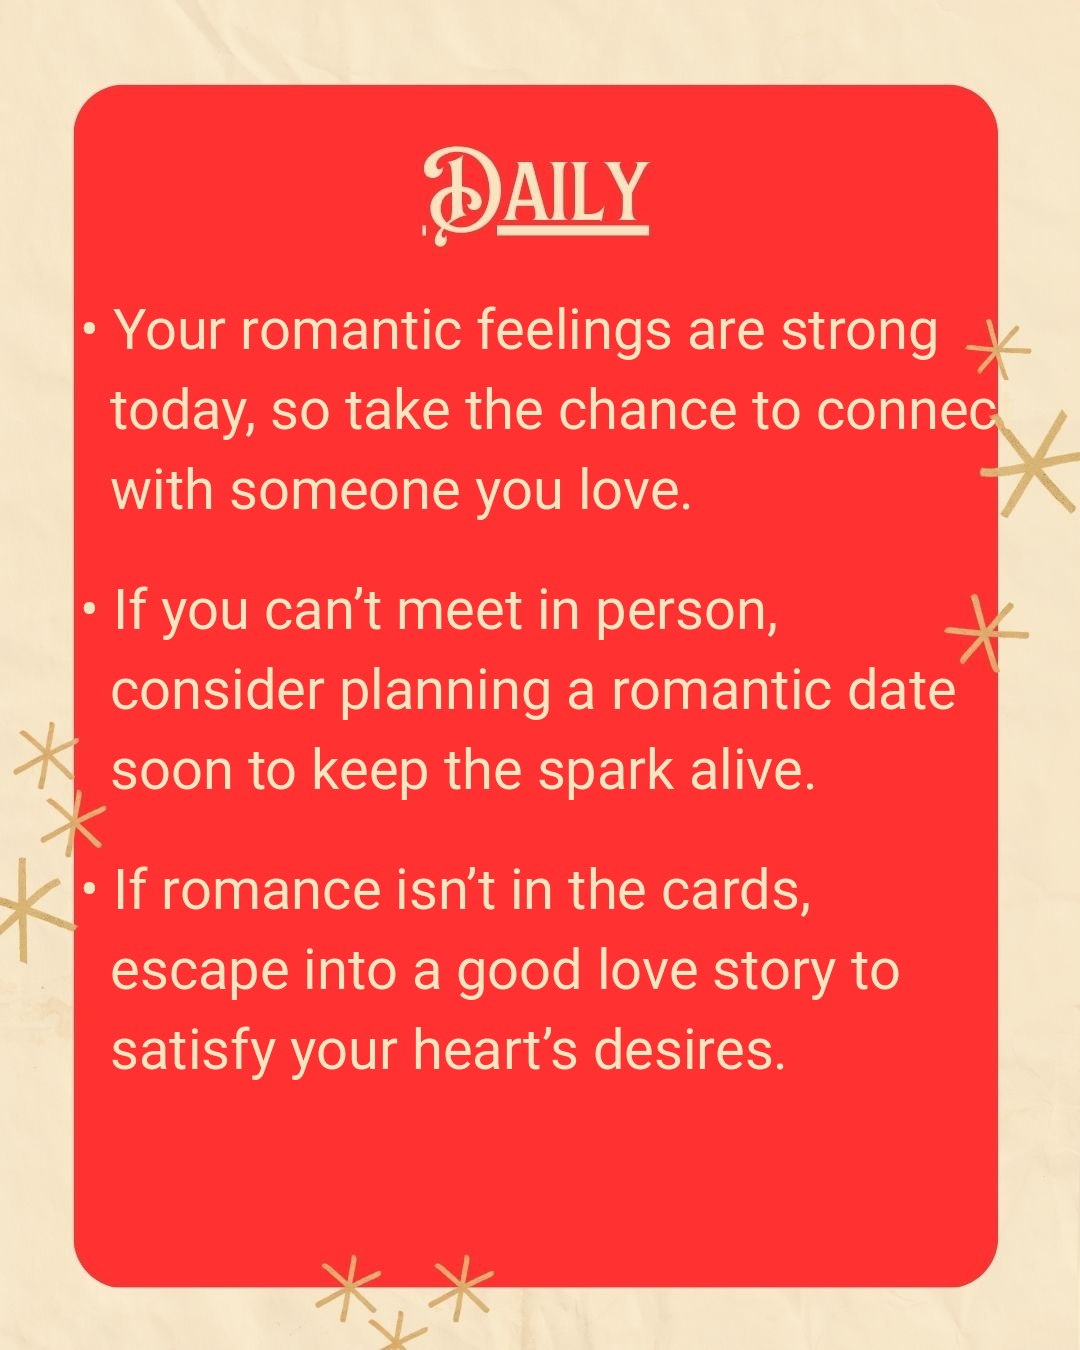 Daily
• Your romantic feelings are strong
today, so take the chance to connec
with someone you love.
• If you can’t meet in person,
consider planning a romantic date
soon to keep the spark alive.
• If romance isn’t in the cards,
escape into a good love story to
satisfy your heart’s desires.